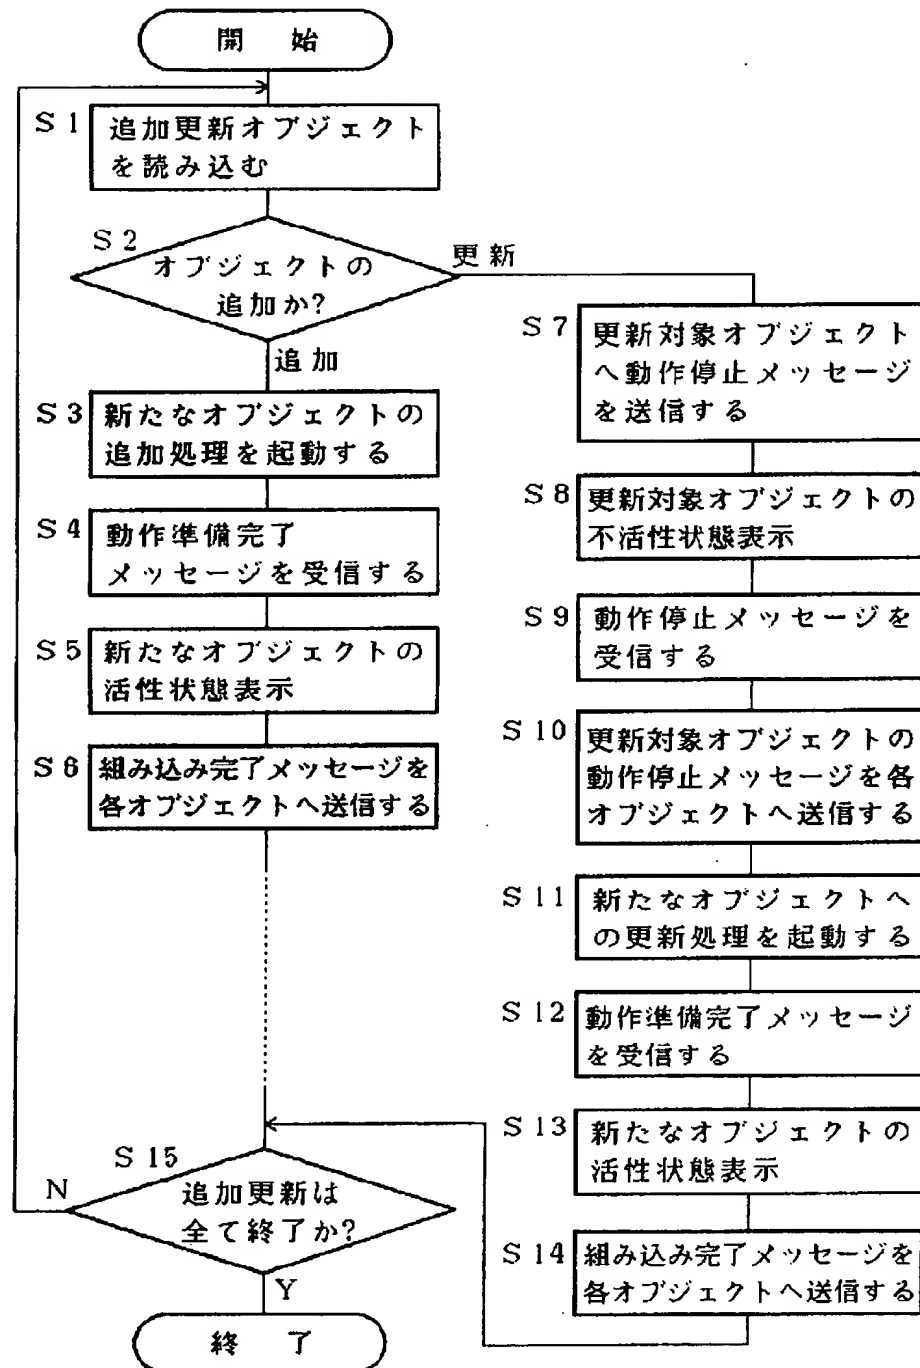 開 始
S1
追加更新オブジェクト
を読み込む
S2
オブジェクトの
追加か?
更新
追加
S3
新たなオブジェクトの
追加処理を起動する
S4
動作準備完了
メッセージを受信する
S5
新たなオブジェクトの
活性状態表示
S6
組み込み完了メッセージを
各オブジェクトへ送信する
S7
更新対象オブジェクト
へ動作停止メッセージ
を送信する
S8
更新対象オブジェクトの
不活性状態表示
S9
動作停止メッセージを
受信する
S10
更新対象オブジェクトの
動作停止メッセージを各
オブジェクトへ送信する
S11
新たなオブジェクトへ
の更新処理を起動する
S12
動作準備完了メッセージ
を受信する
S13
新たなオブジェクトの
活性状態表示
S14
組み込み完了メッセージを
各オブジェクトへ送信する
S15
追加更新は
全て終了か?
N
Y
終 了